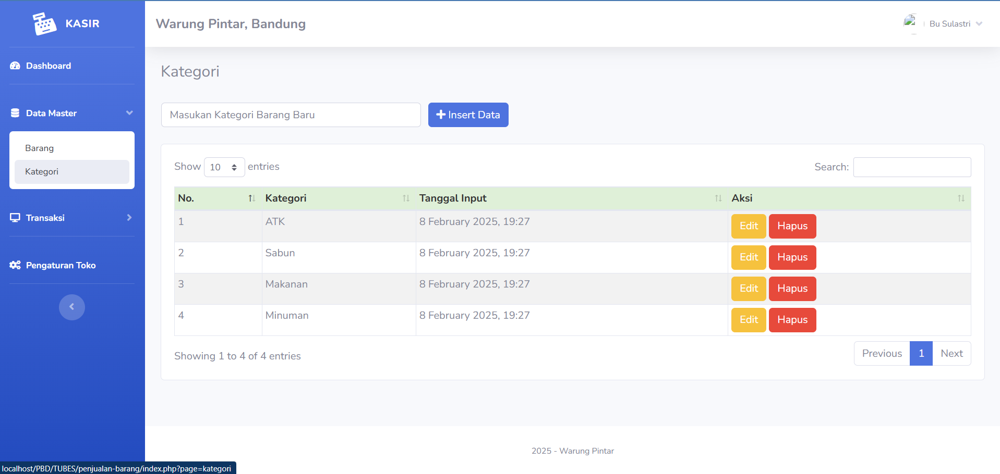 KASIR
Warung Pintar, Bandung
Bu Sulastri
Dashboard
Data Master
Barang
Kategori
Transaksi
Pengaturan Toko
Kategori
Masukan Kategori Barang Baru
Insert Data
Show 10 entries
Search:
No. Kategori Tanggal Input Aksi
1 ATK 8 February 2025, 19:27 Edit Hapus
2 Sabun 8 February 2025, 19:27 Edit Hapus
3 Makanan 8 February 2025, 19:27 Edit Hapus
4 Minuman 8 February 2025, 19:27 Edit Hapus
Showing 1 to 4 of 4 entries
Previous 1 Next
2025 - Warung Pintar
localhost/PBD/TUBES/penjualan-barang/index.php?page=kategori